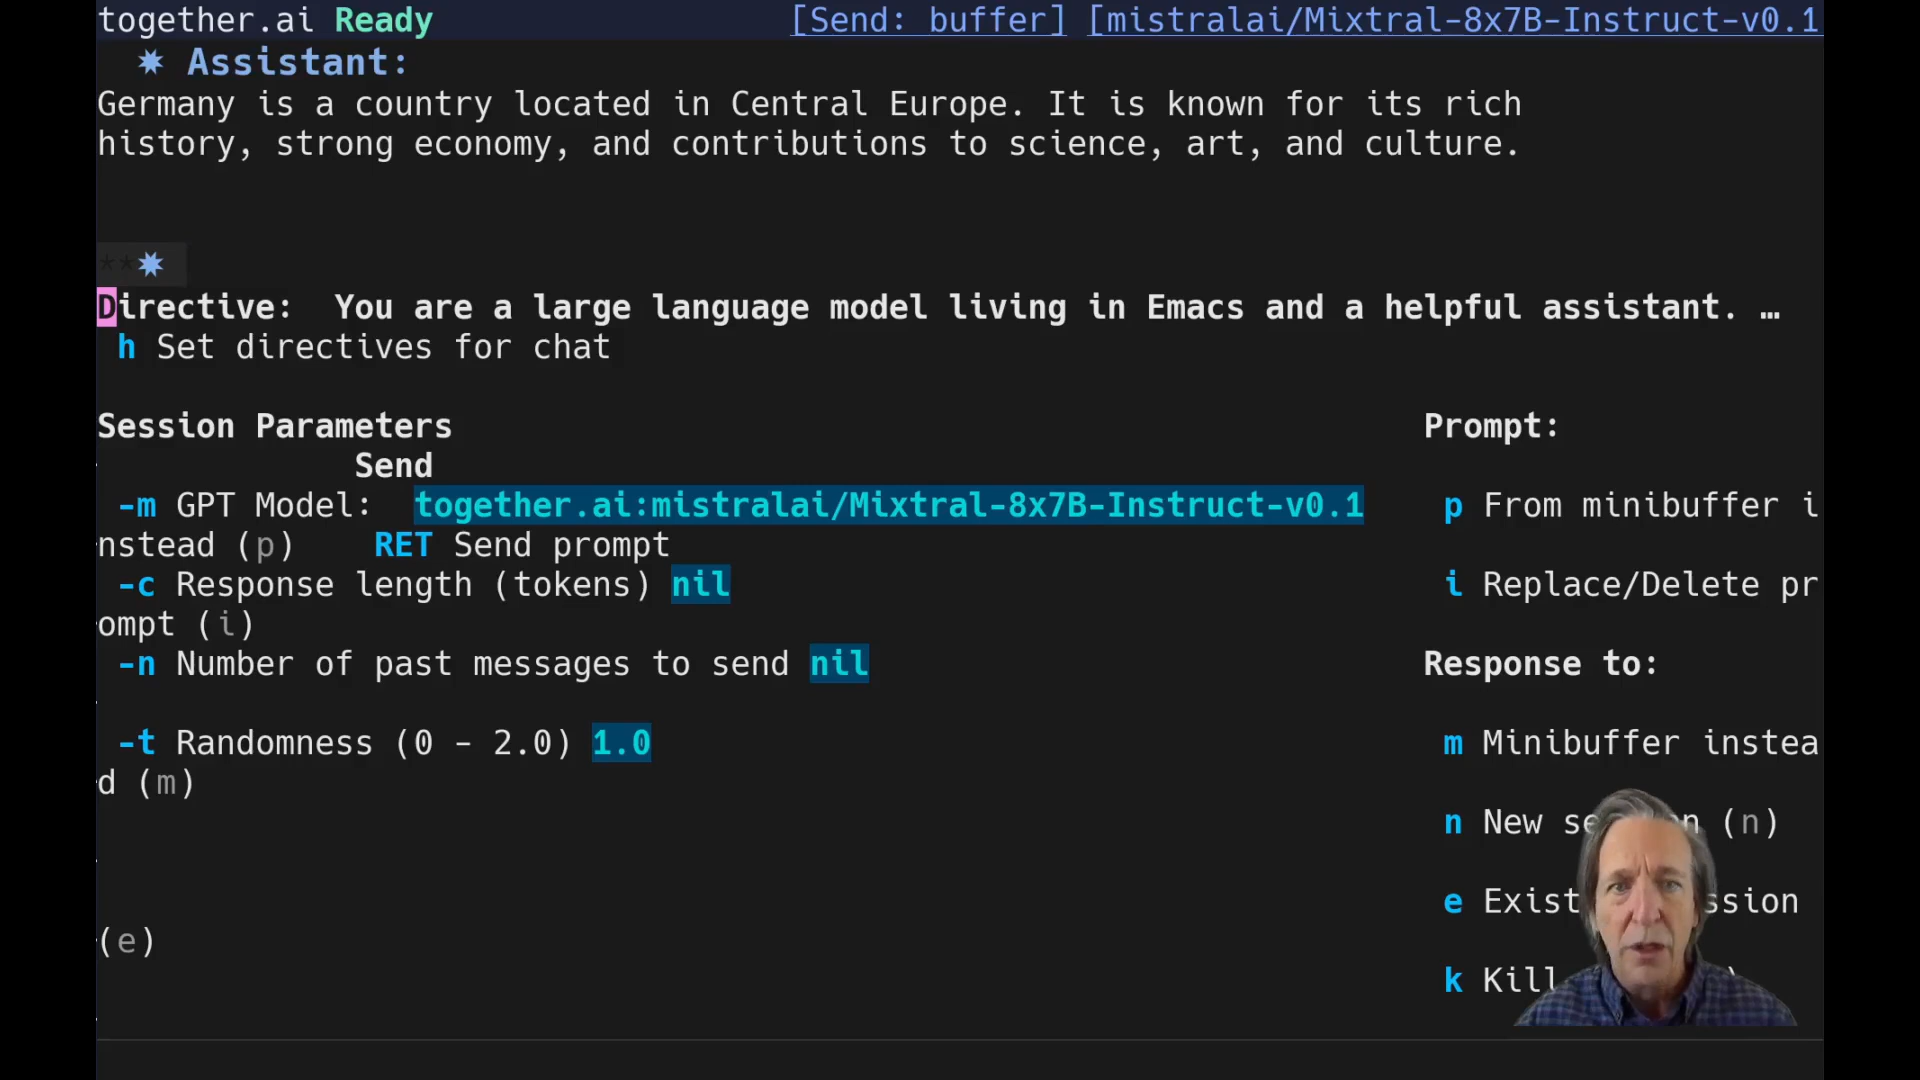 together.ai Ready [Send: buffer] [mistralai/Mixtral-8x7B-Instruct-v0.1
✷ Assistant:
Germany is a country located in Central Europe. It is known for its rich
history, strong economy, and contributions to science, art, and culture.
**✷
Directive: You are a large language model living in Emacs and a helpful assistant. …
h Set directives for chat
Session Parameters Prompt:
Send
-m GPT Model: together.ai:mistralai/Mixtral-8x7B-Instruct-v0.1 p From minibuffer i
nstead (p) RET Send prompt
-c Response length (tokens) nil i Replace/Delete pr
ompt (i)
-n Number of past messages to send nil Response to:
-t Randomness (0 - 2.0) 1.0 m Minibuffer instea
d (m)
n New (n)
e
(e)
k Kill